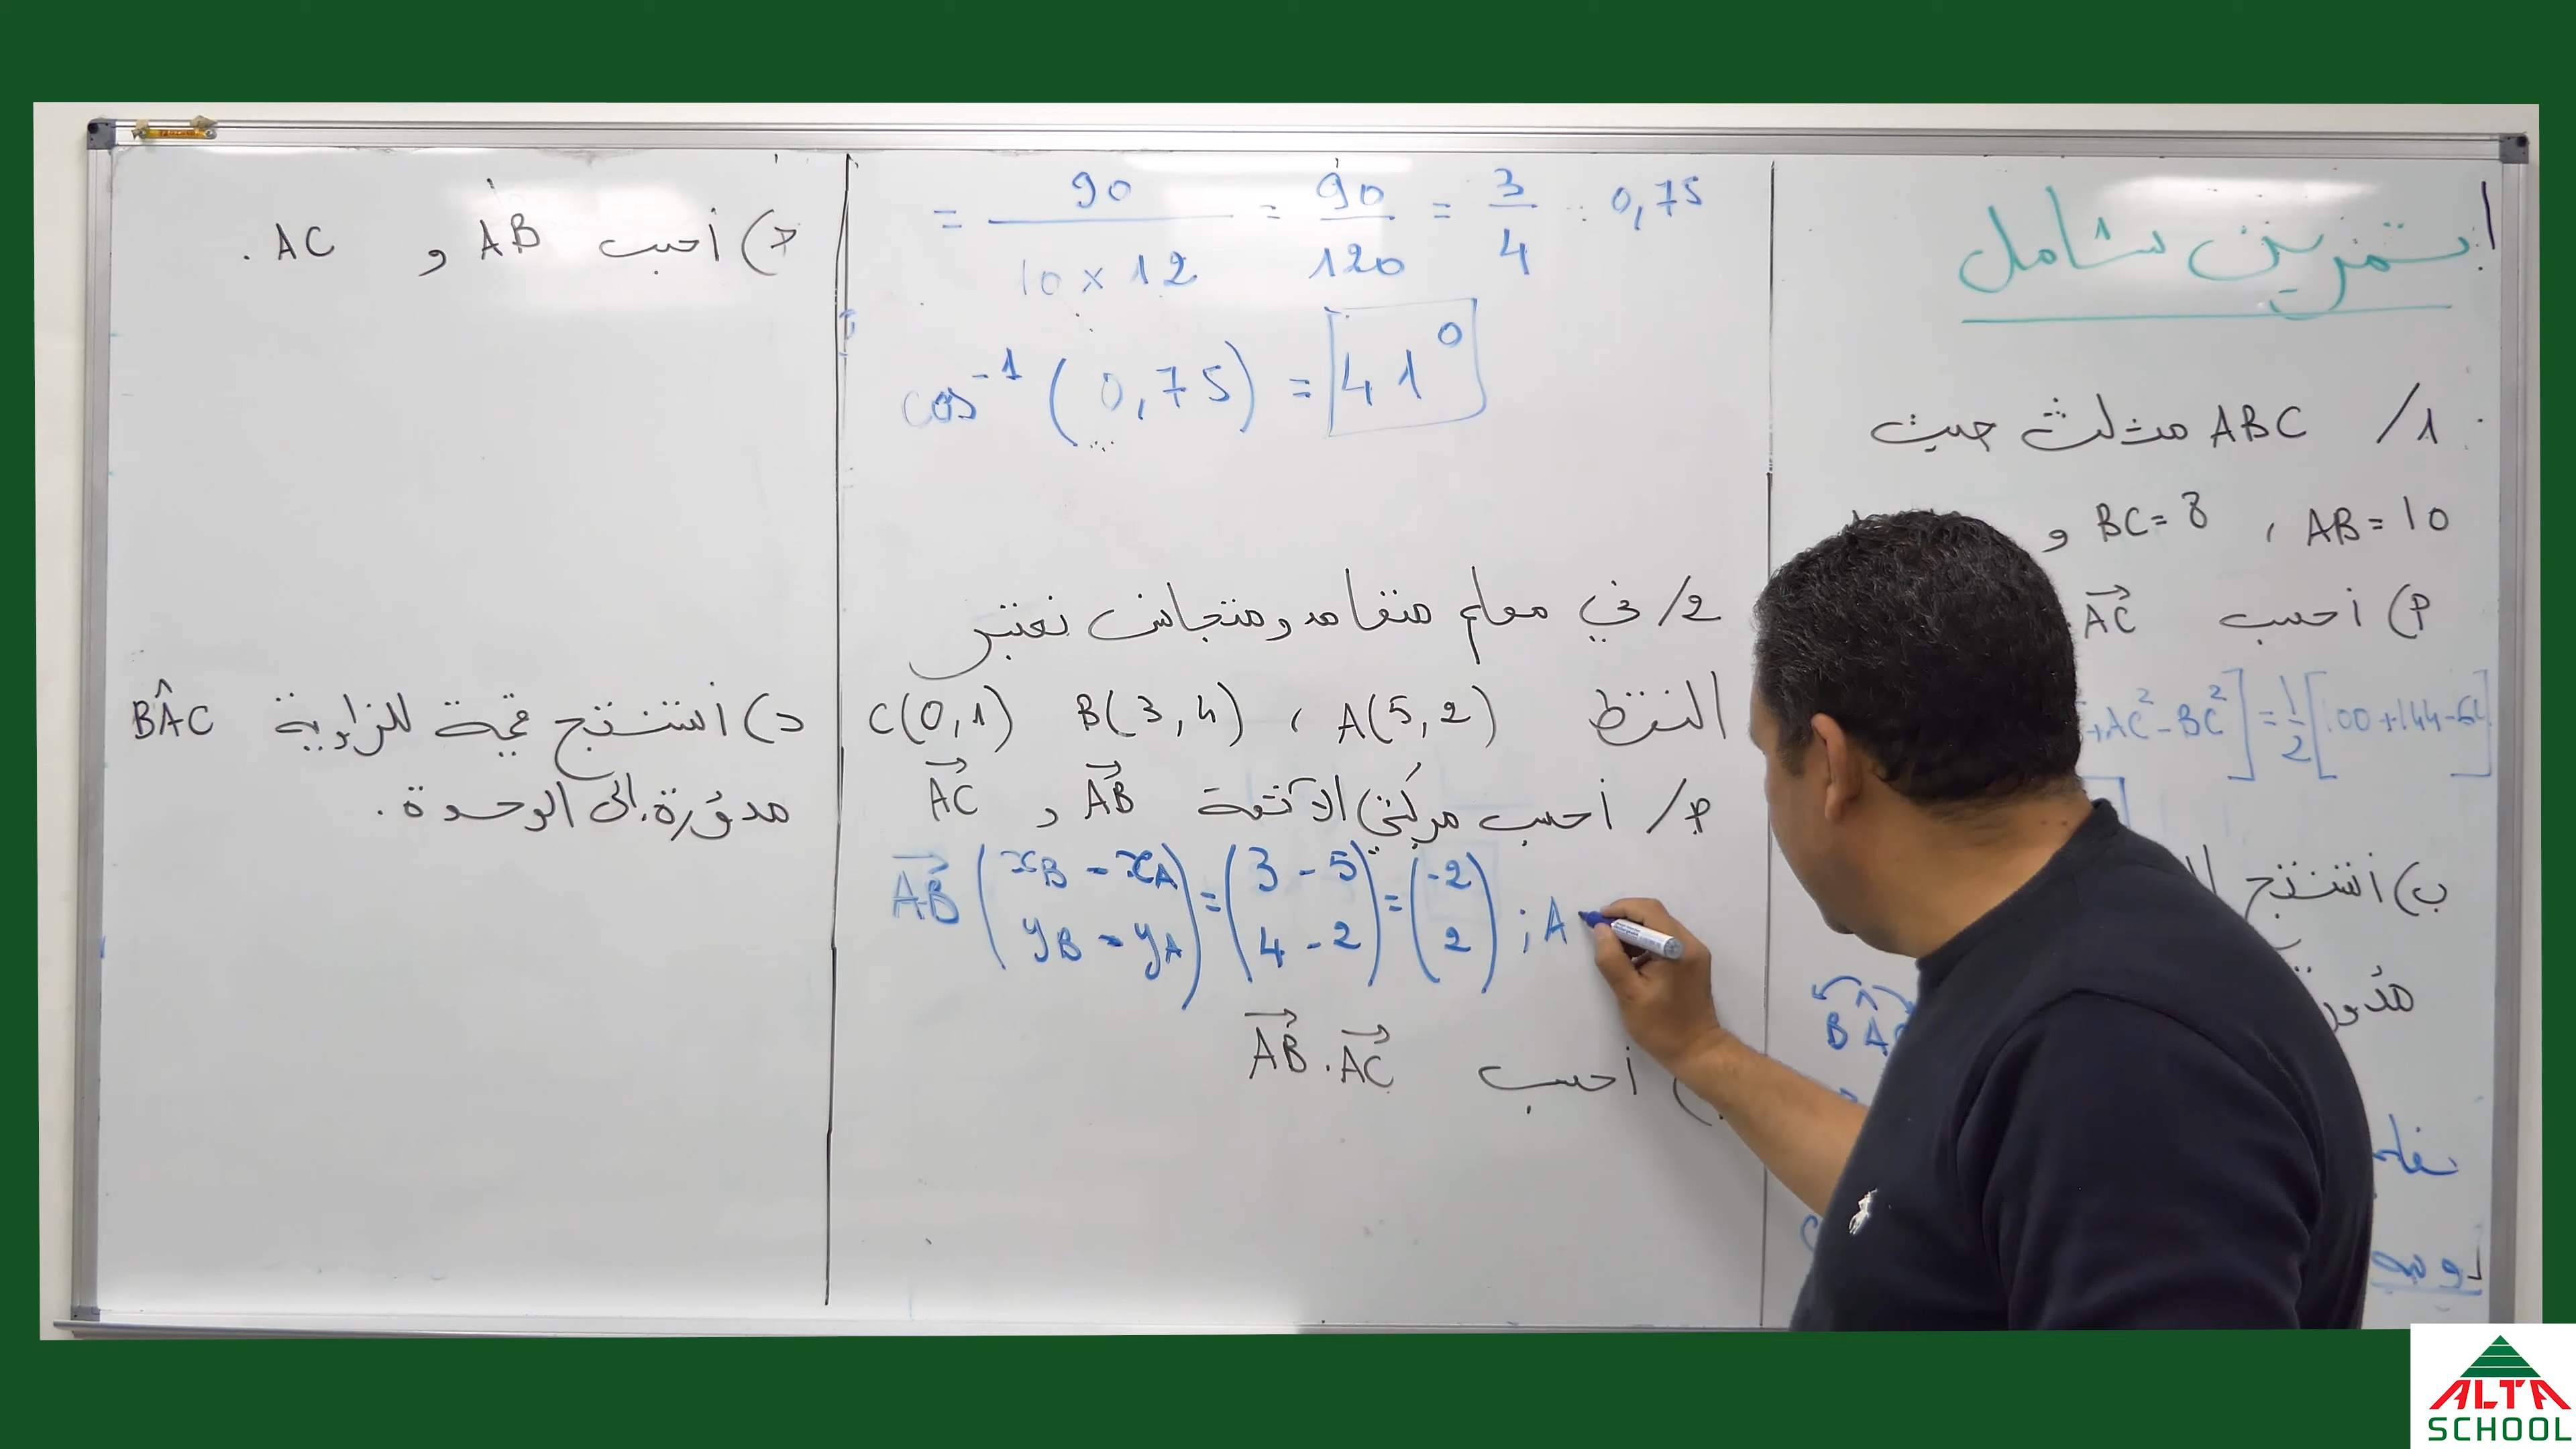 تمرين شامل
1/ ABC مثلث حيث
AB = 10 ، BC = 8 و
أ) أحسب AC
+AC² - BC²] = 1/2 [100 + 144 - 64]
ب) أستنتج
مدور
BAC
= 90 / 10 × 12 = 90 / 120 = 3 / 4 = 0,75
cos⁻¹ (0,75) = 41°
2/ في معلم متعامد ومتجانس نعتبر
النقط A(5,2) ، B(3,4) C(0,1)
أ/ أحسب مركبتي الأشعة AB و AC
AB (xB - xA yB - yA) = (3 - 5 4 - 2) = (-2 2) ; A
) أحسب AB . AC
ج) أحسب AB و AC .
د) أستنتج قيمة للزاوية BÂC
مدورة إلى الوحدة .
ALTA
SCHOOL